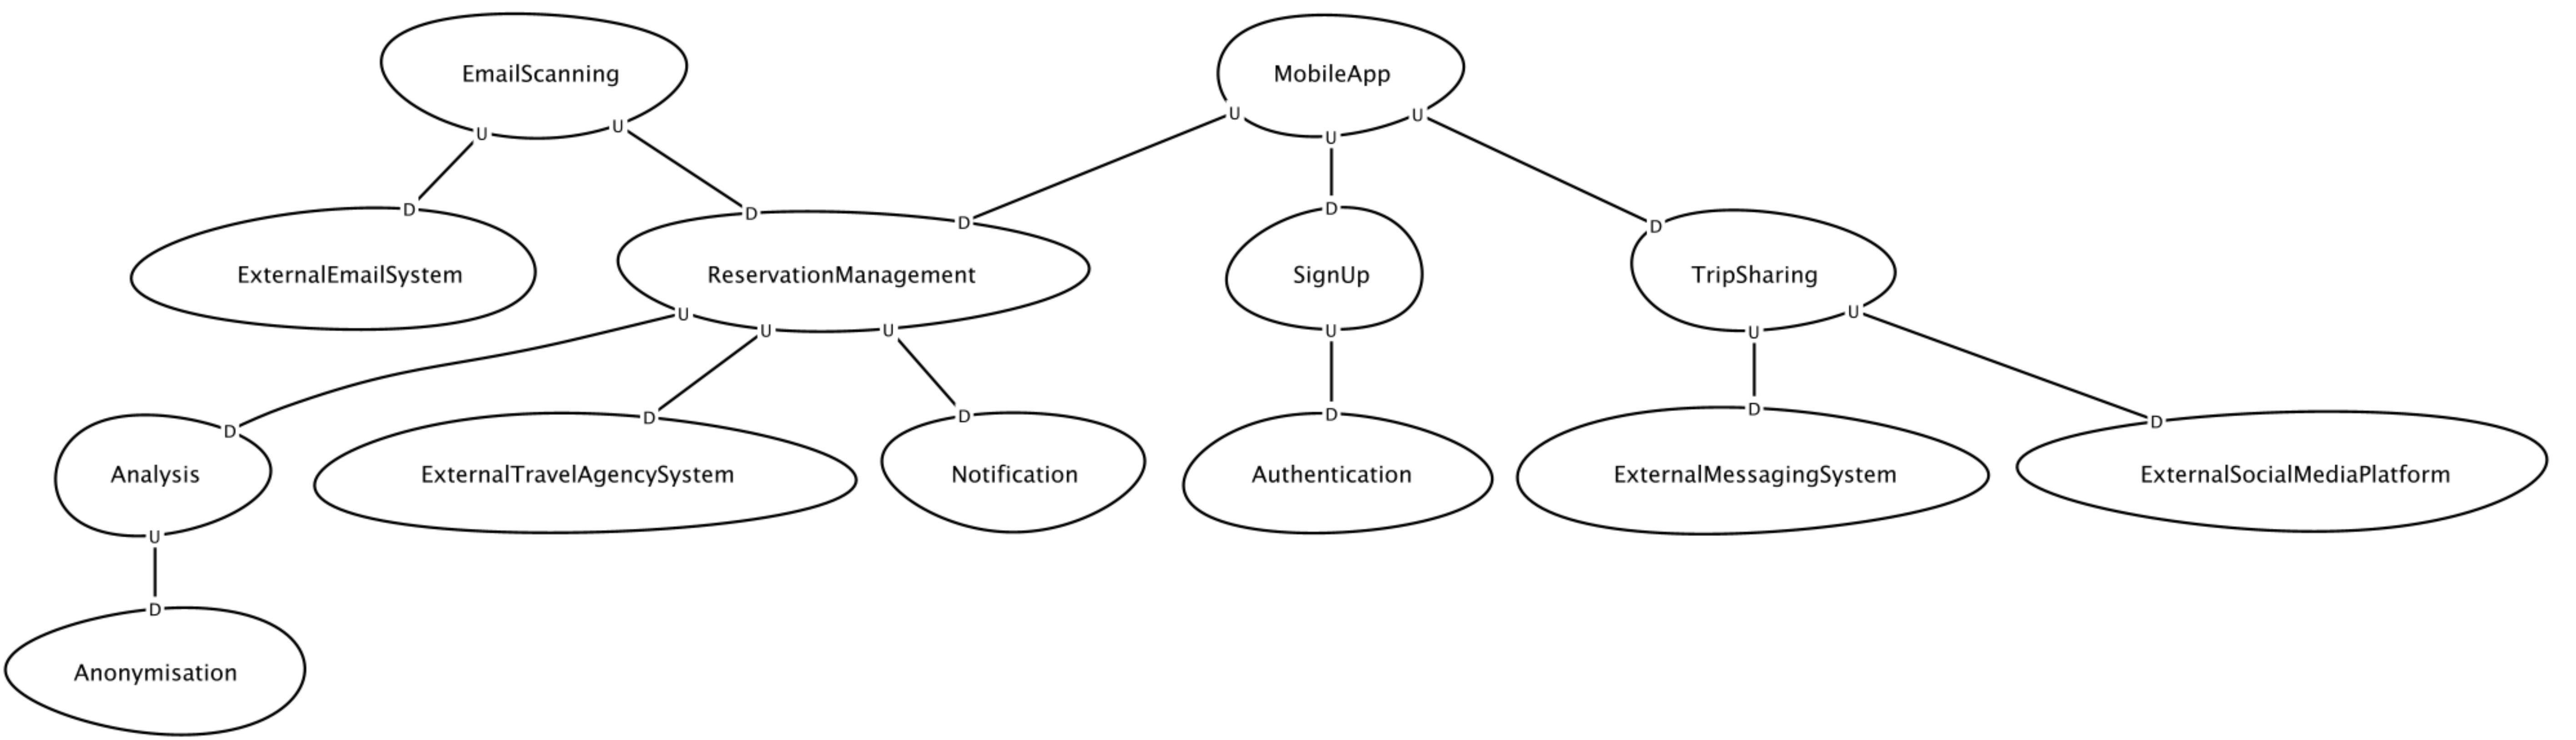 EmailScanning
MobileApp
U
U
U
U
U
D
D
D
D
D
ExternalEmailSystem
ReservationManagement
SignUp
TripSharing
U
U
U
U
U
U
D
D
D
D
D
D
Analysis
ExternalTravelAgencySystem
Notification
Authentication
ExternalMessagingSystem
ExternalSocialMediaPlatform
U
D
Anonymisation